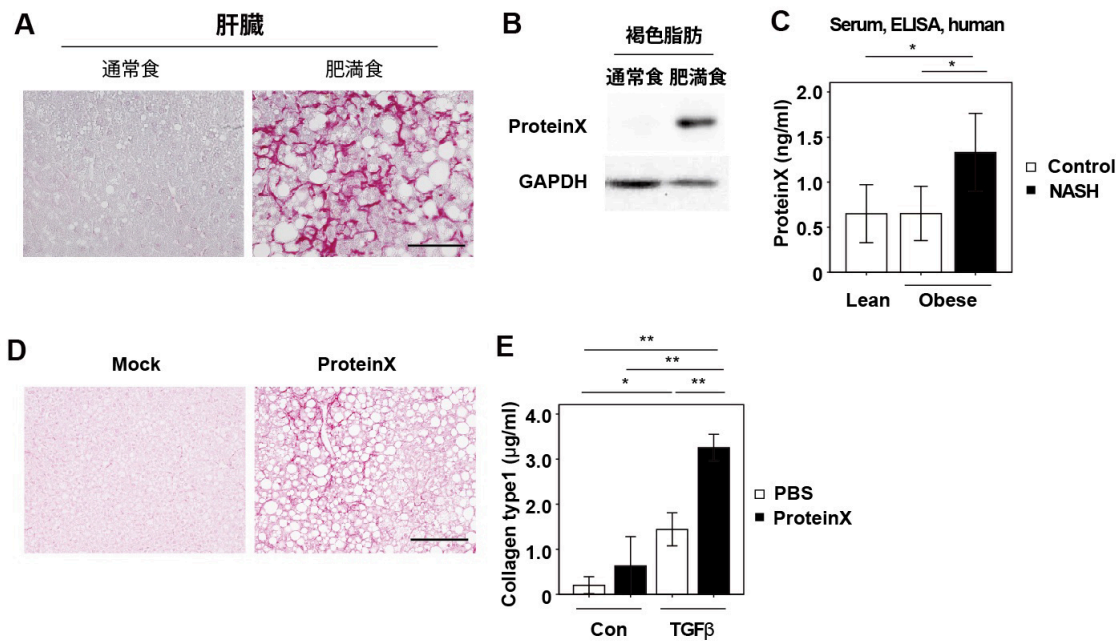 A
肝臓
通常食
肥満食
B
褐色脂肪
通常食 肥満食
ProteinX
GAPDH
C
Serum, ELISA, human
*
*
ProteinX (ng/ml)
2.0
1.5
1.0
0.5
0
Lean
Obese
Control
NASH
D
Mock
ProteinX
E
**
**
*
**
Collagen type1 (μg/ml)
4.0
3.0
2.0
1.0
0
Con
TGFβ
PBS
ProteinX